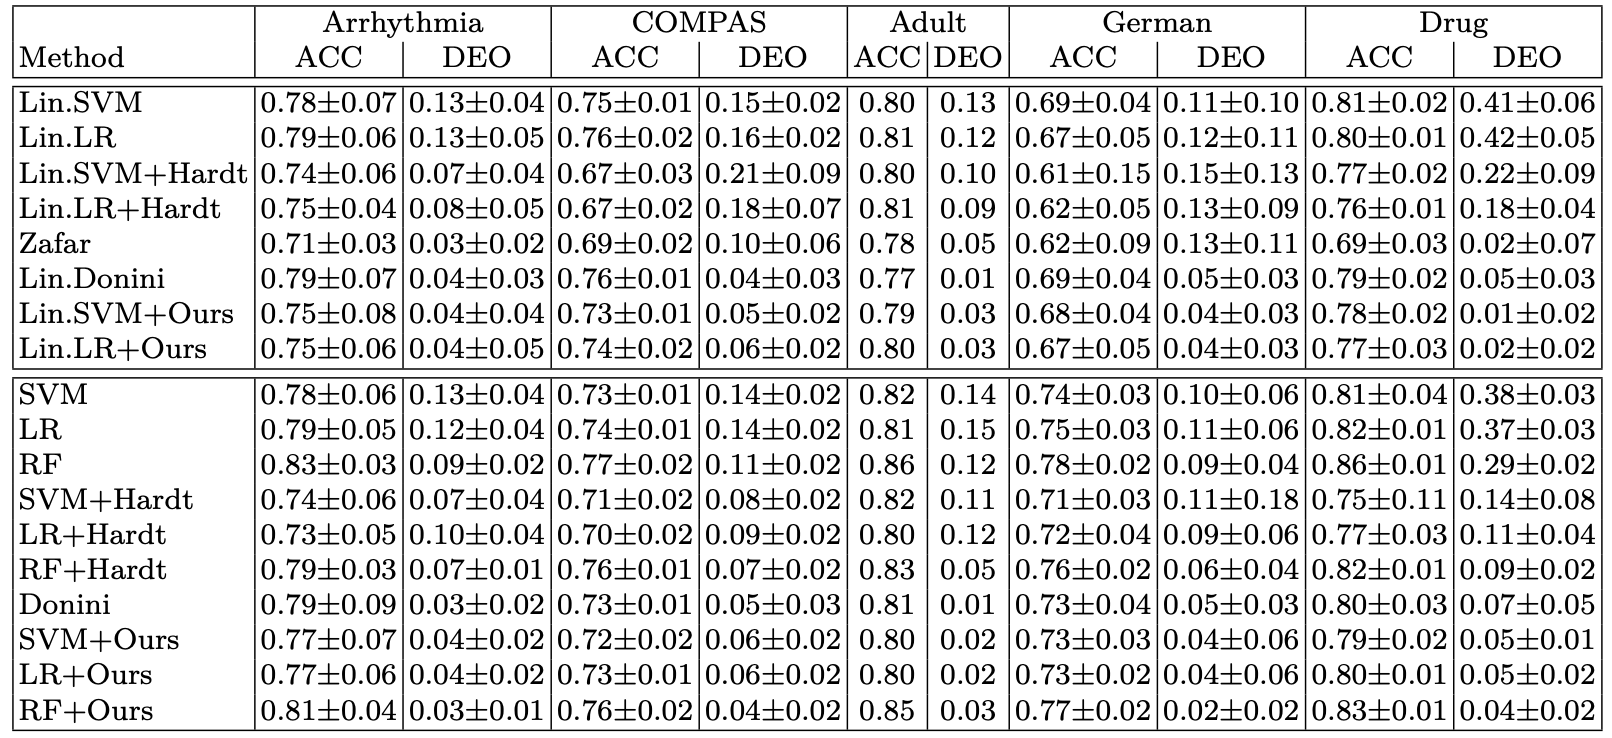 Arrhythmia COMPAS Adult German Drug
Method ACC DEO ACC DEO ACC DEO ACC DEO ACC DEO
Lin.SVM 0.78±0.07 0.13±0.04 0.75±0.01 0.15±0.02 0.80 0.13 0.69±0.04 0.11±0.10 0.81±0.02 0.41±0.06
Lin.LR 0.79±0.06 0.13±0.05 0.76±0.02 0.16±0.02 0.81 0.12 0.67±0.05 0.12±0.11 0.80±0.01 0.42±0.05
Lin.SVM+Hardt 0.74±0.06 0.07±0.04 0.67±0.03 0.21±0.09 0.80 0.10 0.61±0.15 0.15±0.13 0.77±0.02 0.22±0.09
Lin.LR+Hardt 0.75±0.04 0.08±0.05 0.67±0.02 0.18±0.07 0.81 0.09 0.62±0.05 0.13±0.09 0.76±0.01 0.18±0.04
Zafar 0.71±0.03 0.03±0.02 0.69±0.02 0.10±0.06 0.78 0.05 0.62±0.09 0.13±0.11 0.69±0.03 0.02±0.07
Lin.Donini 0.79±0.07 0.04±0.03 0.76±0.01 0.04±0.03 0.77 0.01 0.69±0.04 0.05±0.03 0.79±0.02 0.05±0.03
Lin.SVM+Ours 0.75±0.08 0.04±0.04 0.73±0.01 0.05±0.02 0.79 0.03 0.68±0.04 0.04±0.03 0.78±0.02 0.01±0.02
Lin.LR+Ours 0.75±0.06 0.04±0.05 0.74±0.02 0.06±0.02 0.80 0.03 0.67±0.05 0.04±0.03 0.77±0.03 0.02±0.02
SVM 0.78±0.06 0.13±0.04 0.73±0.01 0.14±0.02 0.82 0.14 0.74±0.03 0.10±0.06 0.81±0.04 0.38±0.03
LR 0.79±0.05 0.12±0.04 0.74±0.01 0.14±0.02 0.81 0.15 0.75±0.03 0.11±0.06 0.82±0.01 0.37±0.03
RF 0.83±0.03 0.09±0.02 0.77±0.02 0.11±0.02 0.86 0.12 0.78±0.02 0.09±0.04 0.86±0.01 0.29±0.02
SVM+Hardt 0.74±0.06 0.07±0.04 0.71±0.02 0.08±0.02 0.82 0.11 0.71±0.03 0.11±0.18 0.75±0.11 0.14±0.08
LR+Hardt 0.73±0.05 0.10±0.04 0.70±0.02 0.09±0.02 0.80 0.12 0.72±0.04 0.09±0.06 0.77±0.03 0.11±0.04
RF+Hardt 0.79±0.03 0.07±0.01 0.76±0.01 0.07±0.02 0.83 0.05 0.76±0.02 0.06±0.04 0.82±0.01 0.09±0.02
Donini 0.79±0.09 0.03±0.02 0.73±0.01 0.05±0.03 0.81 0.01 0.73±0.04 0.05±0.03 0.80±0.03 0.07±0.05
SVM+Ours 0.77±0.07 0.04±0.02 0.72±0.02 0.06±0.02 0.80 0.02 0.73±0.03 0.04±0.06 0.79±0.02 0.05±0.01
LR+Ours 0.77±0.06 0.04±0.02 0.73±0.01 0.06±0.02 0.80 0.02 0.73±0.02 0.04±0.06 0.80±0.01 0.05±0.02
RF+Ours 0.81±0.04 0.03±0.01 0.76±0.02 0.04±0.02 0.85 0.03 0.77±0.02 0.02±0.02 0.83±0.01 0.04±0.02